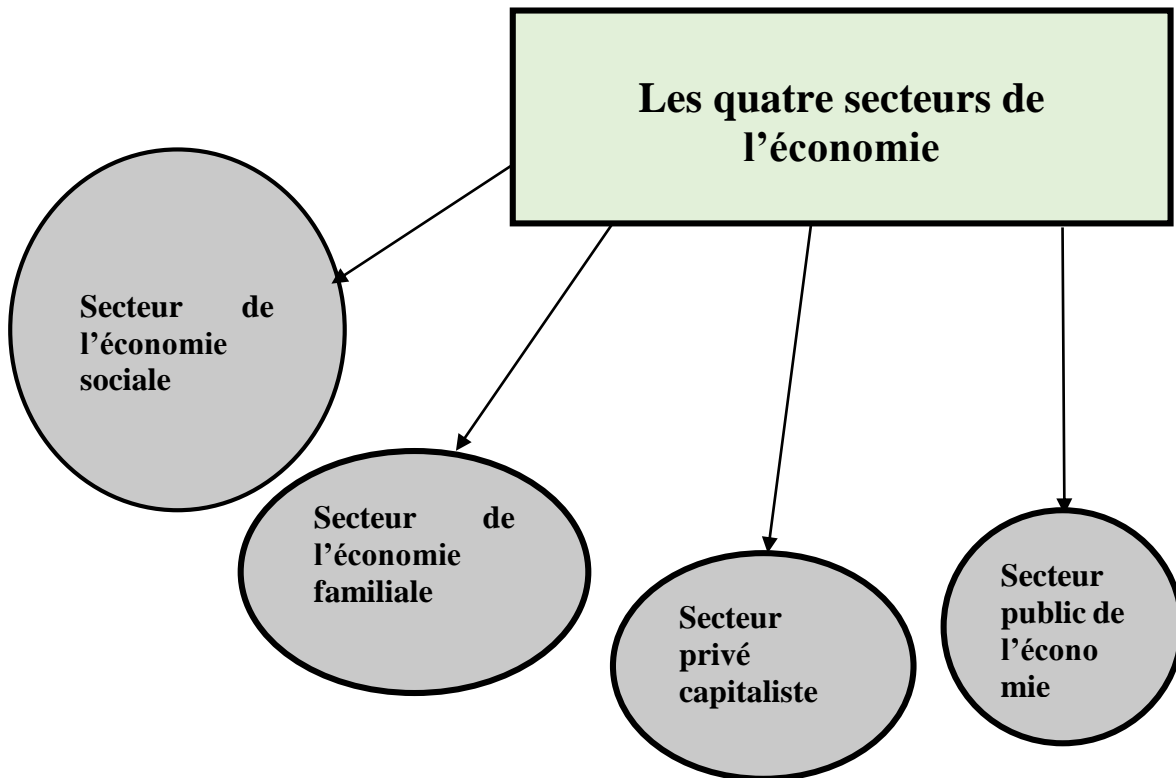 Les quatre secteurs de
l’économie
Secteur de
l’économie
sociale
Secteur de
l’économie
familiale
Secteur
privé
capitaliste
Secteur
public de
l’écono
mie